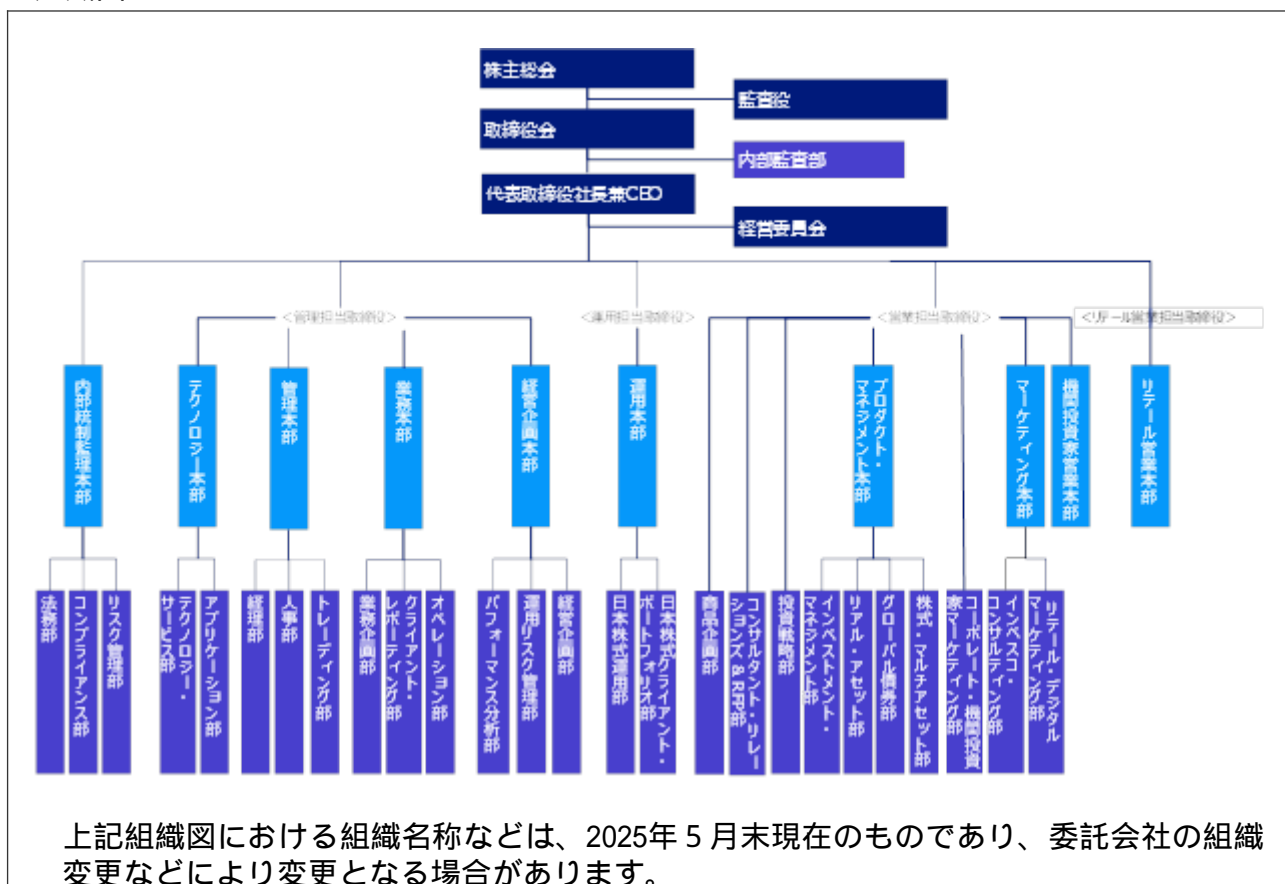 株主総会
監査役
取締役会
内部監査部
代表取締役社長兼CEO
経営委員会
＜管理担当取締役＞
＜運用担当取締役＞
＜営業担当取締役＞
＜リテール営業担当取締役＞
内部統制監理本部
テクノロジー本部
管理本部
業務本部
経営企画本部
運用本部
プロダクト・
マネジメント本部
マーケティング本部
機関投資家営業本部
リテール営業本部
法務部
コンプライアンス部
リスク管理部
テクノロジー・
サービス部
アプリケーション部
経理部
人事部
トレーディング部
業務企画部
クライアント・
レポーティング部
オペレーション部
パフォーマンス分析部
運用リスク管理部
経営企画部
日本株式運用部
日本株式クライアント・
ポートフォリオ部
商品企画部
コンサルタント・リレー
ションズ & RFP部
投資戦略部
インベストメント・
マネジメント部
リアル・アセット部
グローバル債券部
株式・マルチアセット部
コーポレート・機関投資
家マーケティング部
インベスコ・
コンサルティング部
リテール・デジタル
マーケティング部
上記組織図における組織名称などは、2025年５月末現在のものであり、委託会社の組織
変更などにより変更となる場合があります。